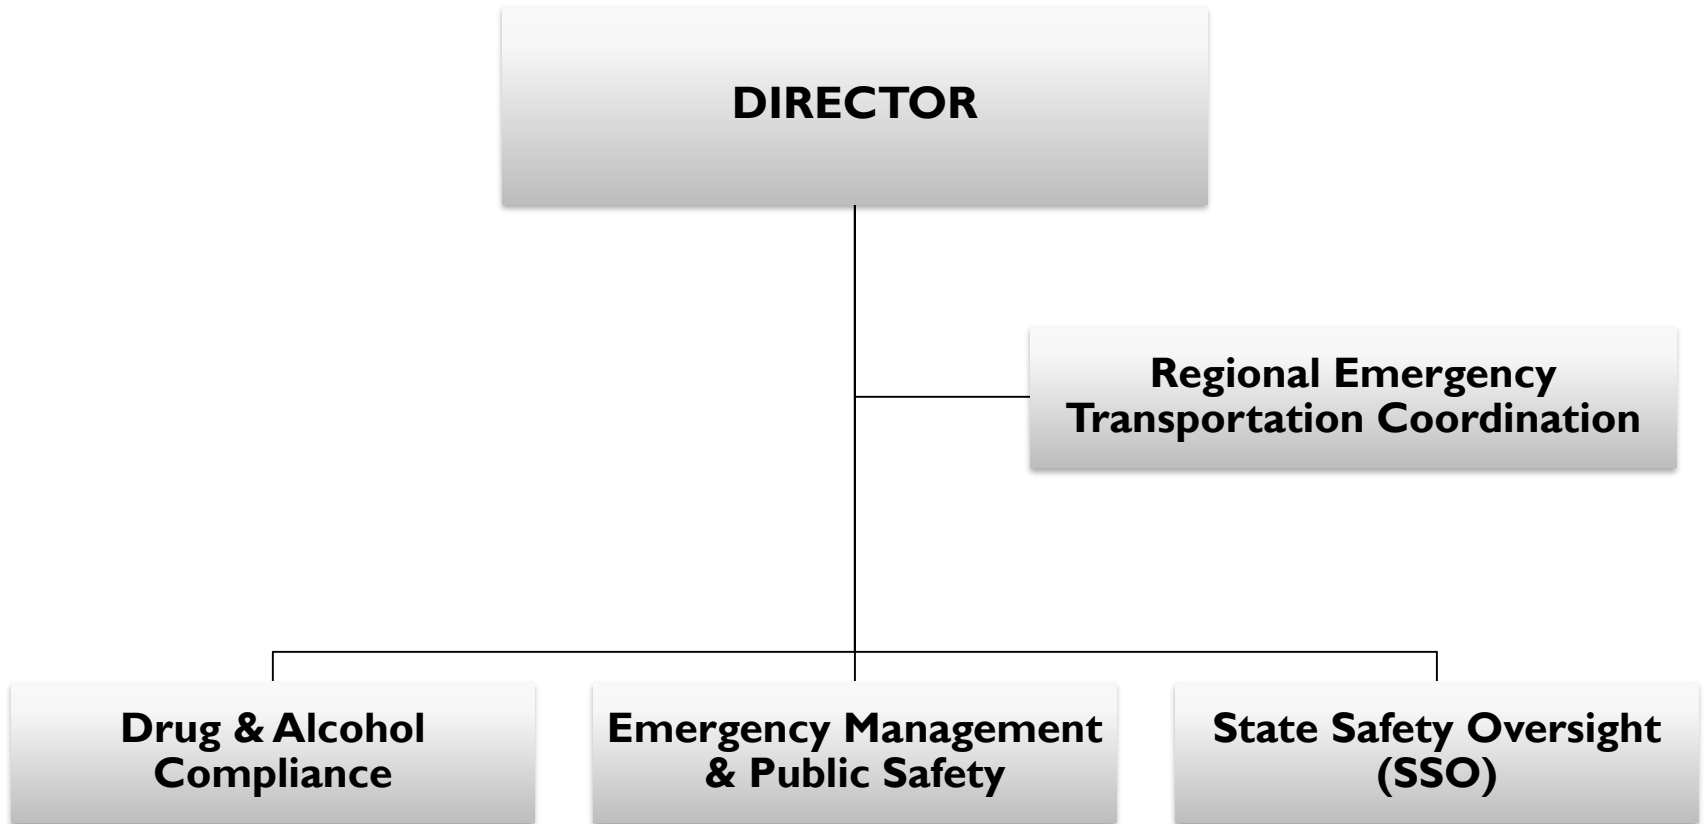 DIRECTOR
Regional Emergency
Transportation Coordination
Drug & Alcohol
Compliance
Emergency Management
& Public Safety
State Safety Oversight
(SSO)